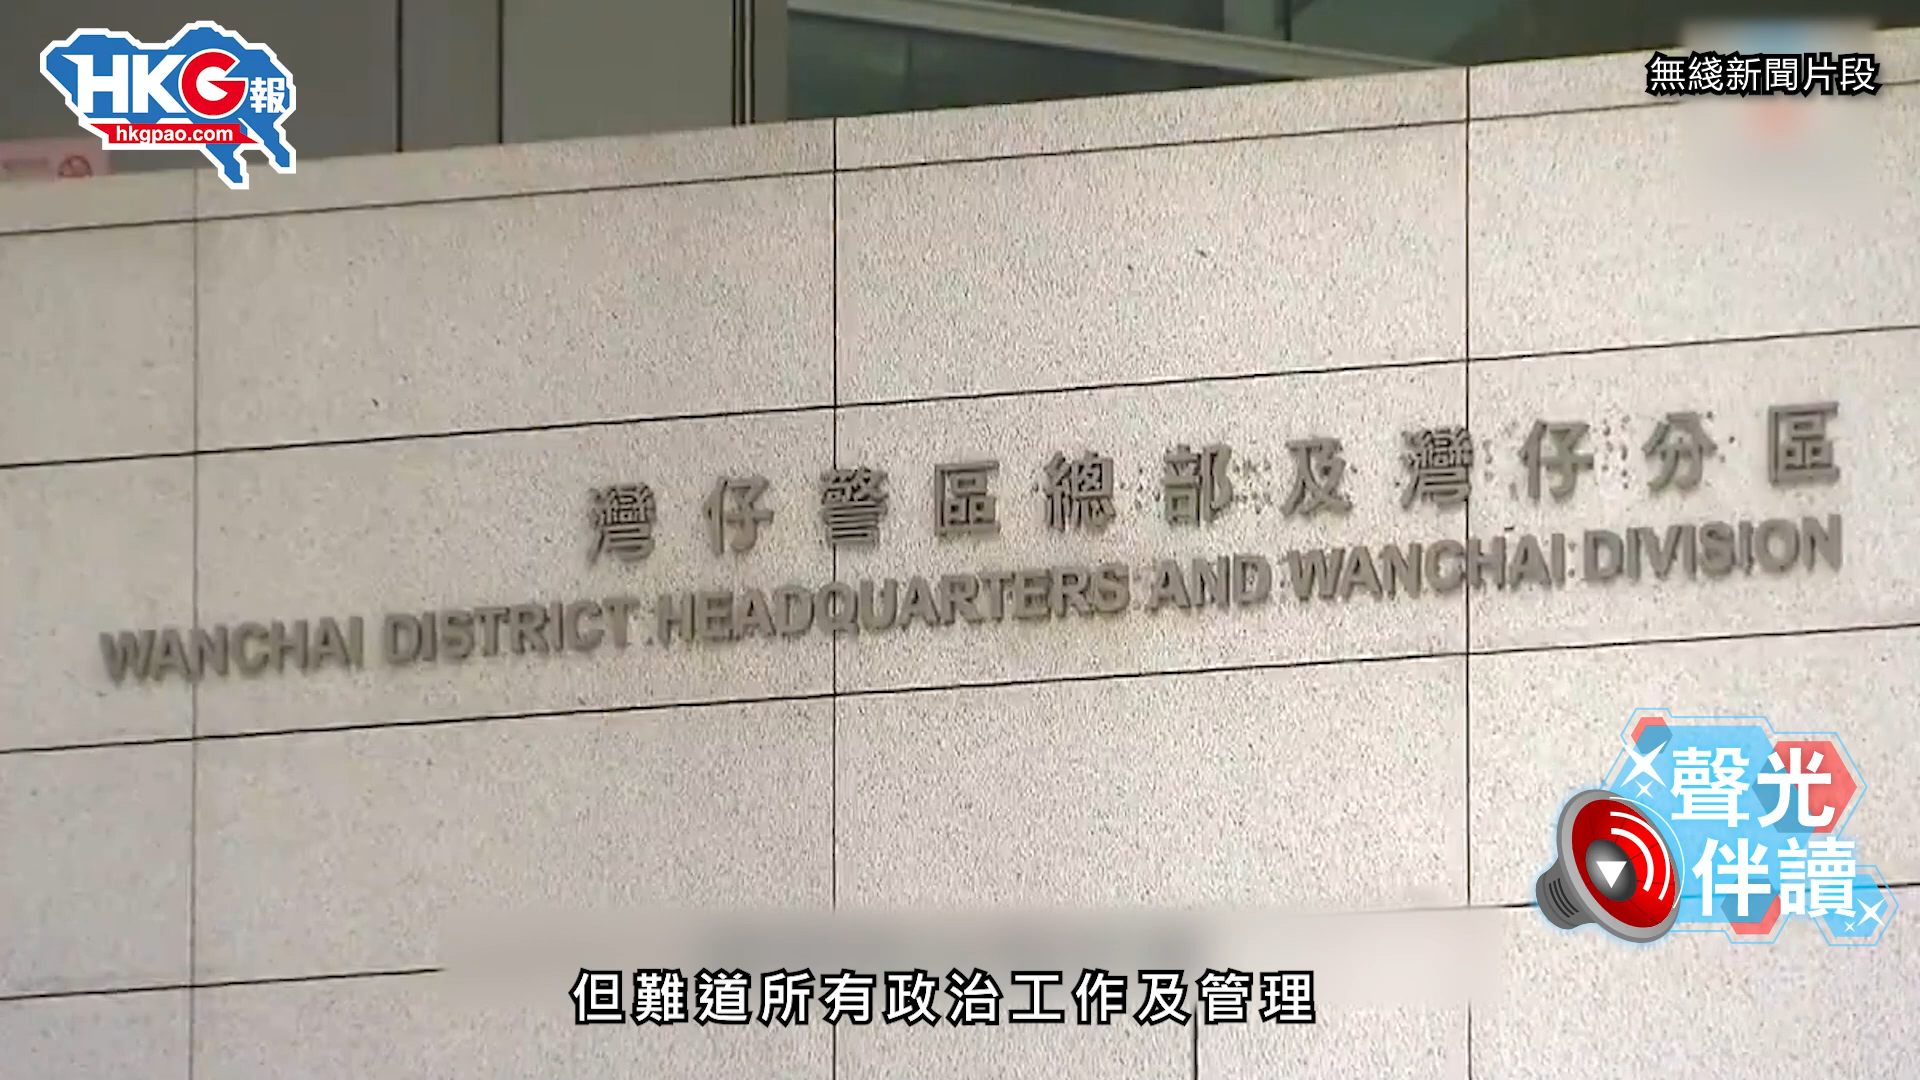 HKG報
hkgpao.com
無綫新聞片段
灣仔警區總部及灣仔分區
WANCHAI DISTRICT HEADQUARTERS AND WANCHAI DIVISION
聲光
伴讀
但難道所有政治工作及管理